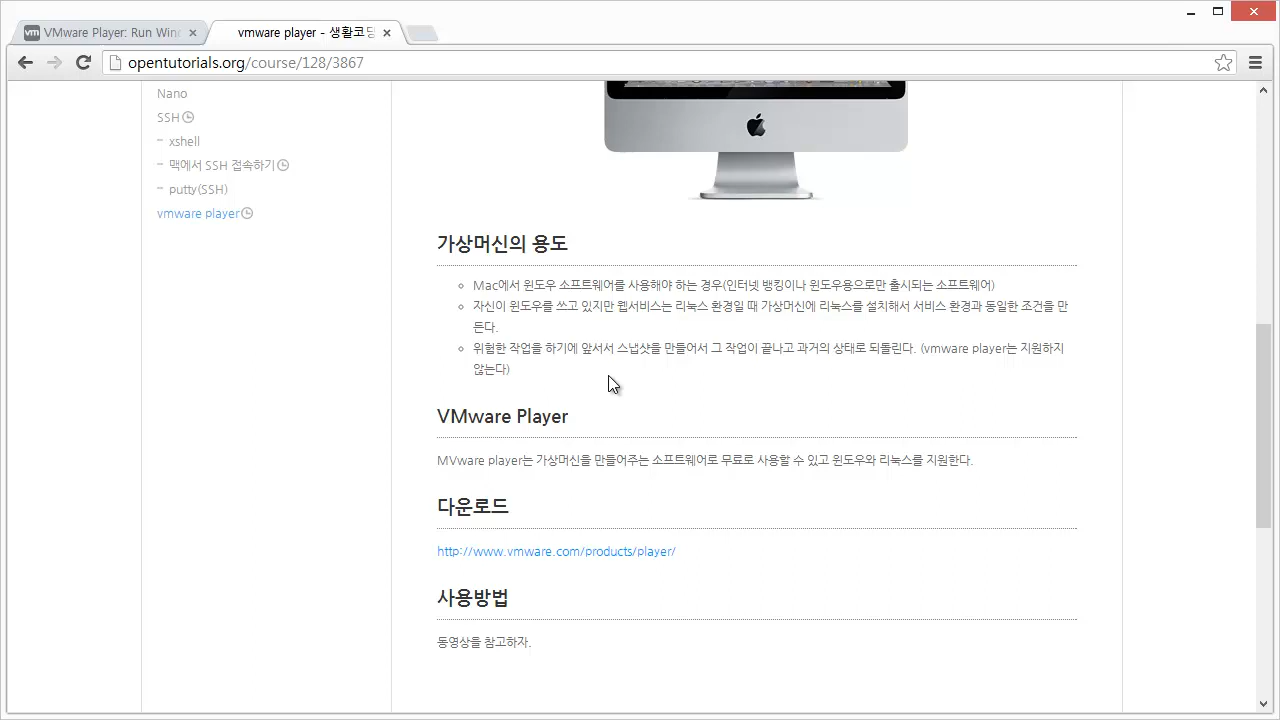 VMware Player: Run Win
vmware player - 생활코딩
opentutorials.org/course/128/3867
Nano
SSH
xshell
맥에서 SSH 접속하기
putty(SSH)
vmware player
가상머신의 용도
Mac에서 윈도우 소프트웨어를 사용해야 하는 경우(인터넷 뱅킹이나 윈도우용으로만 출시되는 소프트웨어)
자신이 윈도우를 쓰고 있지만 웹서비스는 리눅스 환경일 때 가상머신에 리눅스를 설치해서 서비스 환경과 동일한 조건을 만
든다.
위험한 작업을 하기에 앞서서 스냅샷을 만들어서 그 작업이 끝나고 과거의 상태로 되돌린다. (vmware player는 지원하지
않는다)
VMware Player
MVware player는 가상머신을 만들어주는 소프트웨어로 무료로 사용할 수 있고 윈도우와 리눅스를 지원한다.
다운로드
http://www.vmware.com/products/player/
사용방법
동영상을 참고하자.